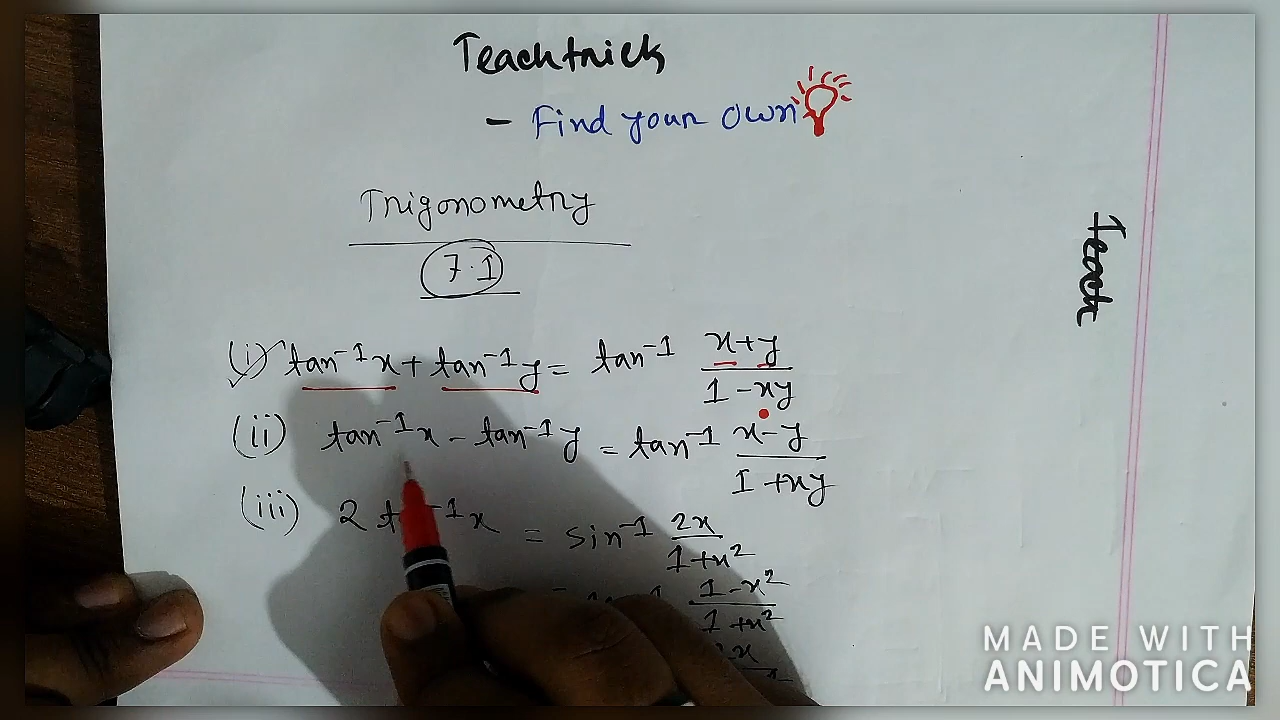 Teachtrick
- Find your own
Trigonometry
7.1
(i) tan⁻¹x + tan⁻¹y = tan⁻¹ (x+y)/(1-xy)
(ii) tan⁻¹x - tan⁻¹y = tan⁻¹ (x-y)/(1+xy)
(iii) 2 t⁻¹x = sin⁻¹ 2x/(1+x²)
(1-x²)/(1+x²)
Teach
MADE WITH
ANIMOTICA